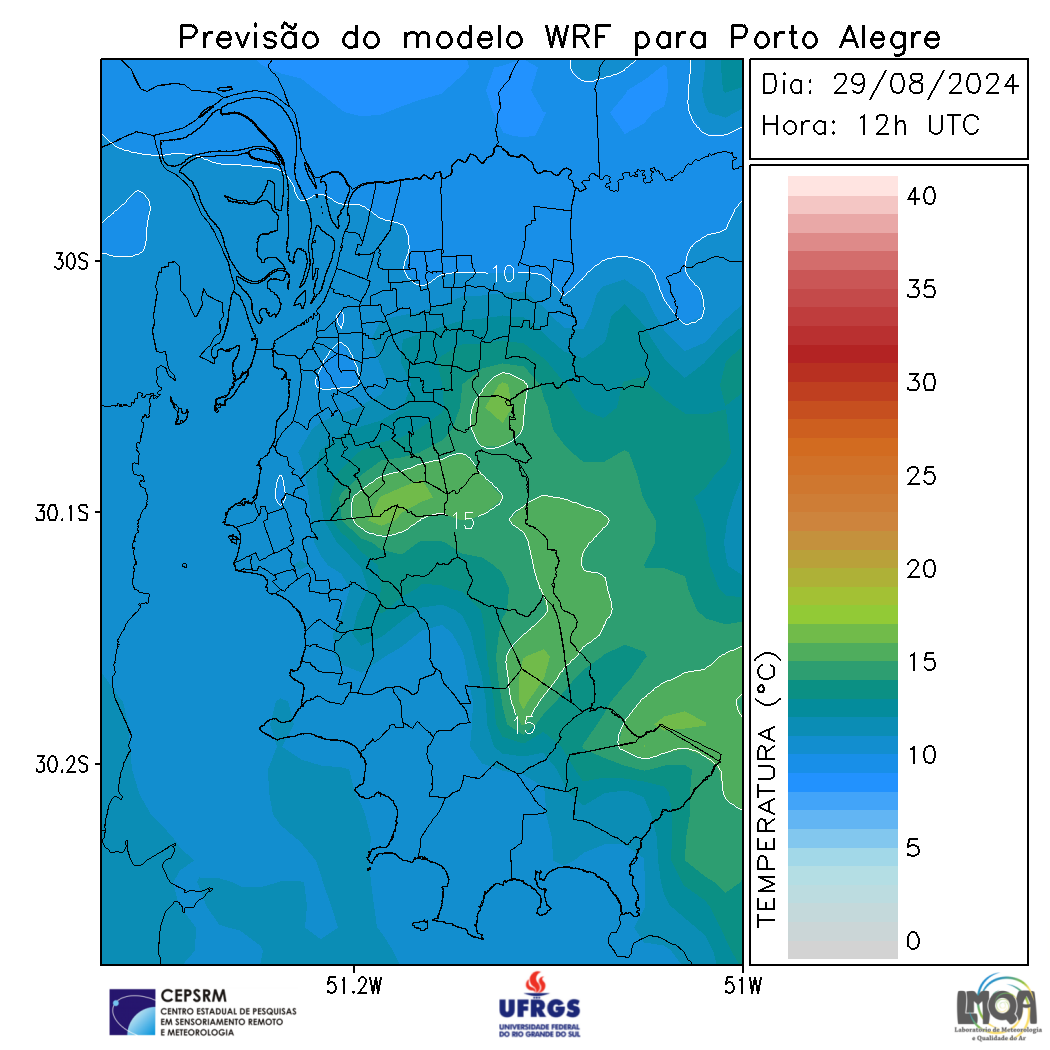 Previsão do modelo WRF para Porto Alegre
Dia: 29/08/2024
Hora: 12h UTC
40
35
30
25
20
15
10
5
0
TEMPERATURA (°C)
30S
30.1S
30.2S
10
15
15
51.2W
51W
CEPSRM
CENTRO ESTADUAL DE PESQUISAS
EM SENSORIAMENTO REMOTO
E METEOROLOGIA
UFRGS
UNIVERSIDADE FEDERAL
DO RIO GRANDE DO SUL
LMQA
Laboratório de Meteorologia
e Qualidade do Ar